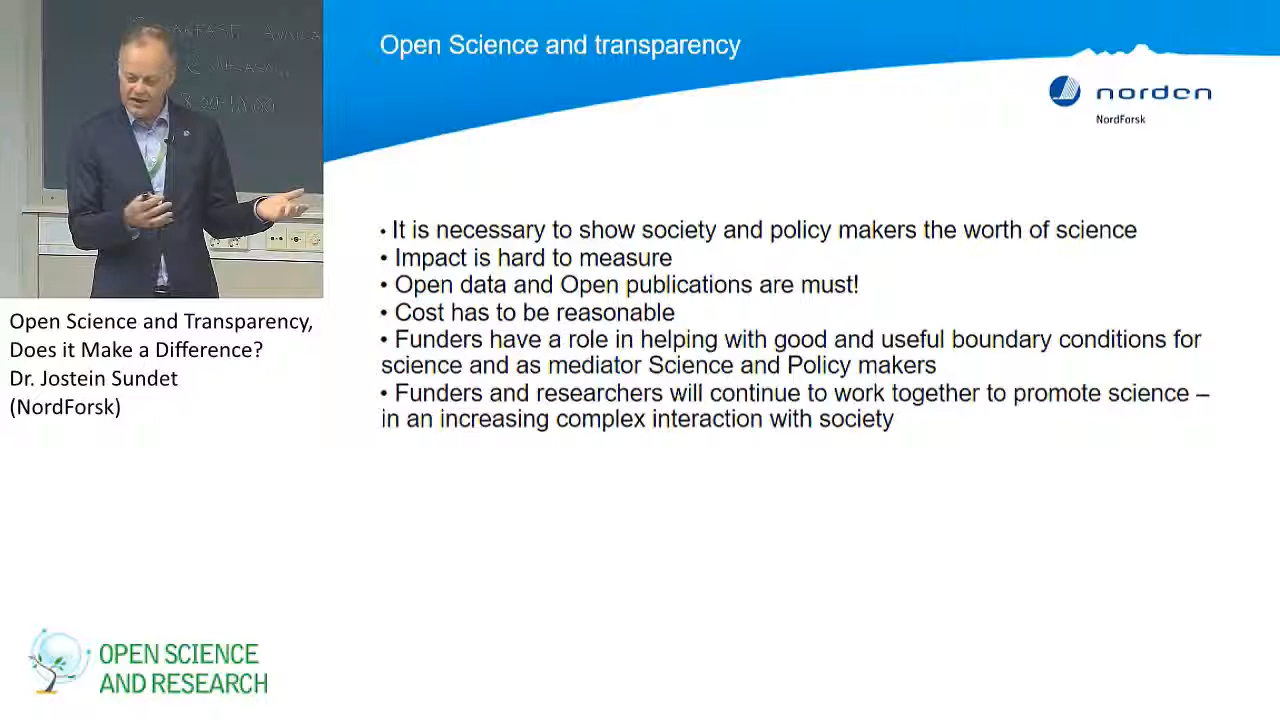 Open Science and transparency
norden
NordForsk
• It is necessary to show society and policy makers the worth of science
• Impact is hard to measure
• Open data and Open publications are must!
• Cost has to be reasonable
• Funders have a role in helping with good and useful boundary conditions for
science and as mediator Science and Policy makers
• Funders and researchers will continue to work together to promote science –
in an increasing complex interaction with society
Open Science and Transparency,
Does it Make a Difference?
Dr. Jostein Sundet
(NordForsk)
OPEN SCIENCE
AND RESEARCH